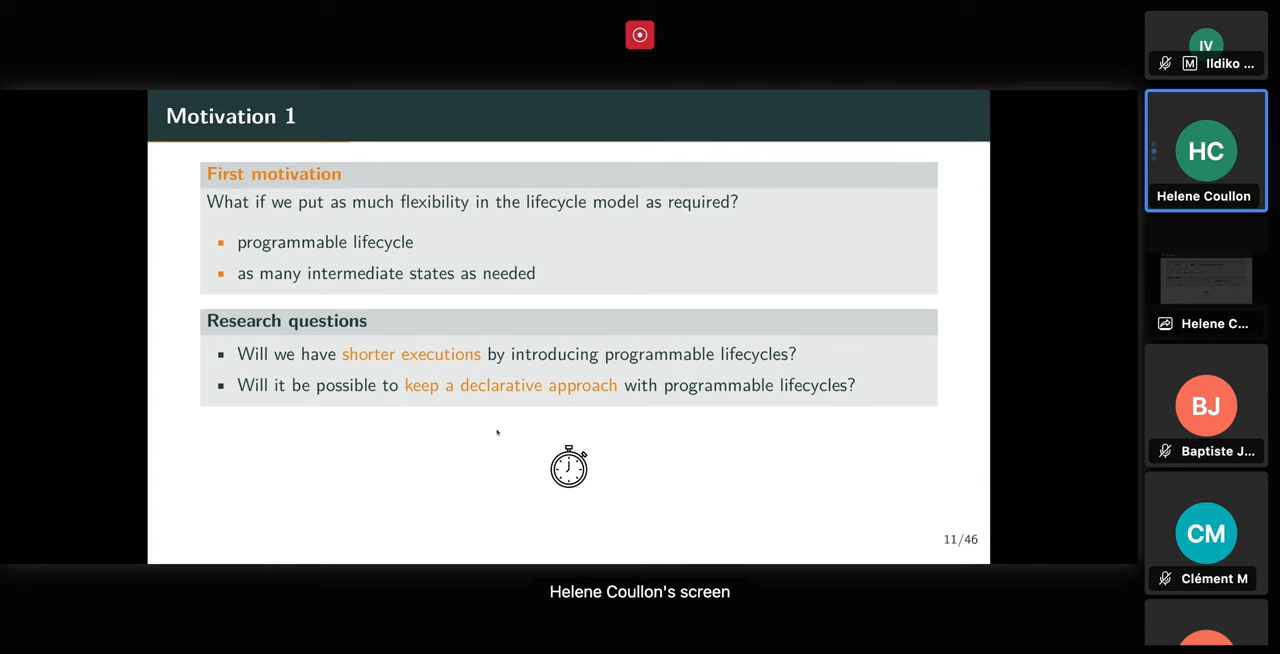 Motivation 1
First motivation
What if we put as much flexibility in the lifecycle model as required?
programmable lifecycle
as many intermediate states as needed
Research questions
Will we have shorter executions by introducing programmable lifecycles?
Will it be possible to keep a declarative approach with programmable lifecycles?
11/46
Helene Coullon's screen
IV
M Ildiko ...
HC
Helene Coullon
Helene C...
BJ
Baptiste J...
CM
Clément M